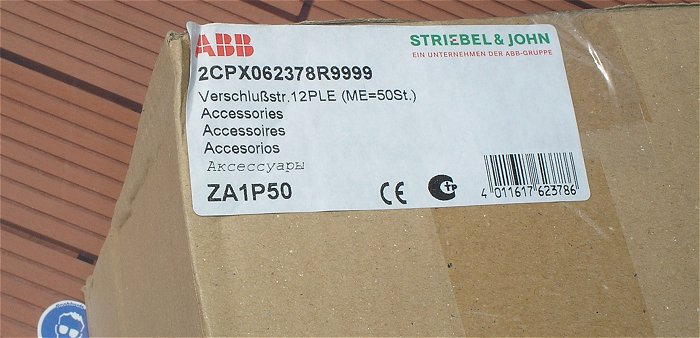 ABB
STRIEBEL & JOHN
EIN UNTERNEHMEN DER ABB-GRUPPE
2CPX062378R9999
Verschlußstr.12PLE (ME=50St.)
Accessories
Accessoires
Accesorios
Аксессуары
ZA1P50
CE
4 011617 623786